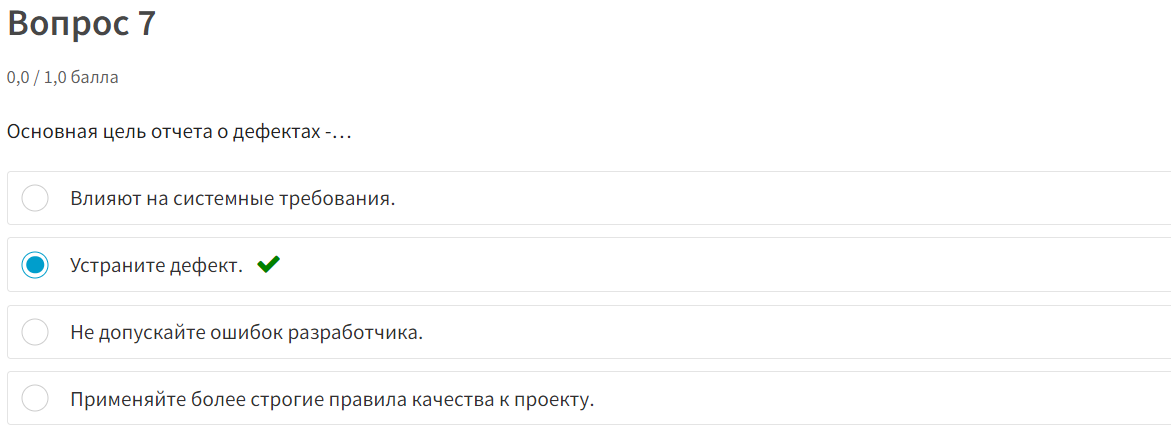 Вопрос 7
0,0 / 1,0 балла
Основная цель отчета о дефектах -…
Влияют на системные требования.
Устраните дефект.
Не допускайте ошибок разработчика.
Применяйте более строгие правила качества к проекту.